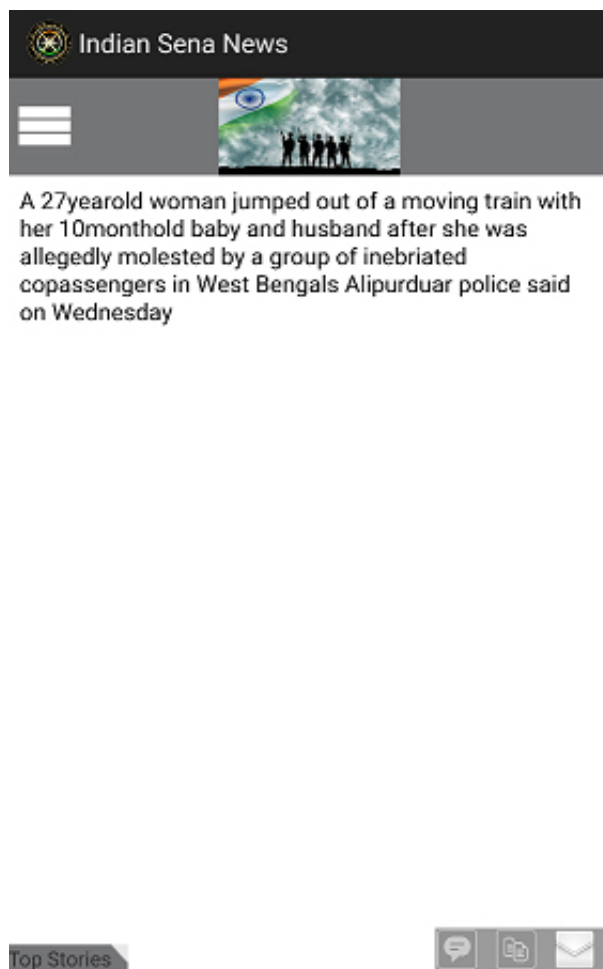 Indian Sena News
A 27yearold woman jumped out of a moving train with
her 10monthold baby and husband after she was
allegedly molested by a group of inebriated
copassengers in West Bengals Alipurduar police said
on Wednesday
Top Stories